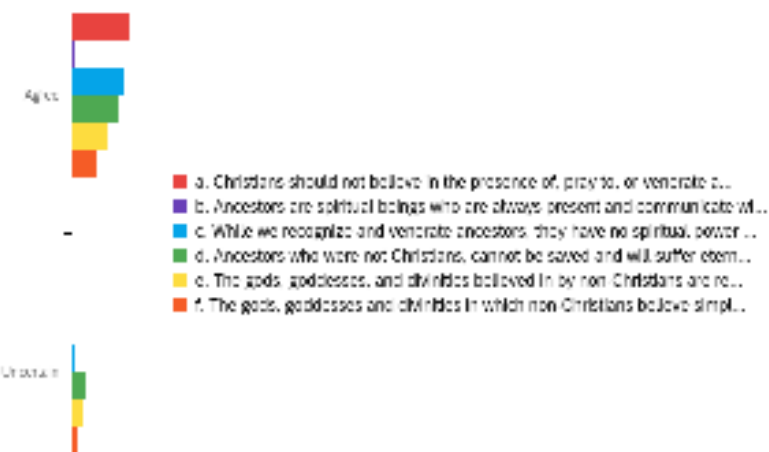 Agree
a. Christians should not believe in the presence of, pray to, or venerate a...
b. Ancestors are spiritual beings who are always present and communicate wi...
c. While we recognize and venerate ancestors, they have no spiritual power ...
d. Ancestors who were not Christians, cannot be saved and will suffer etern...
e. The gods, goddesses, and divinities believed in by non-Christians are re...
f. The gods, goddesses and divinities in which non-Christians believe simpl...
Uncertain